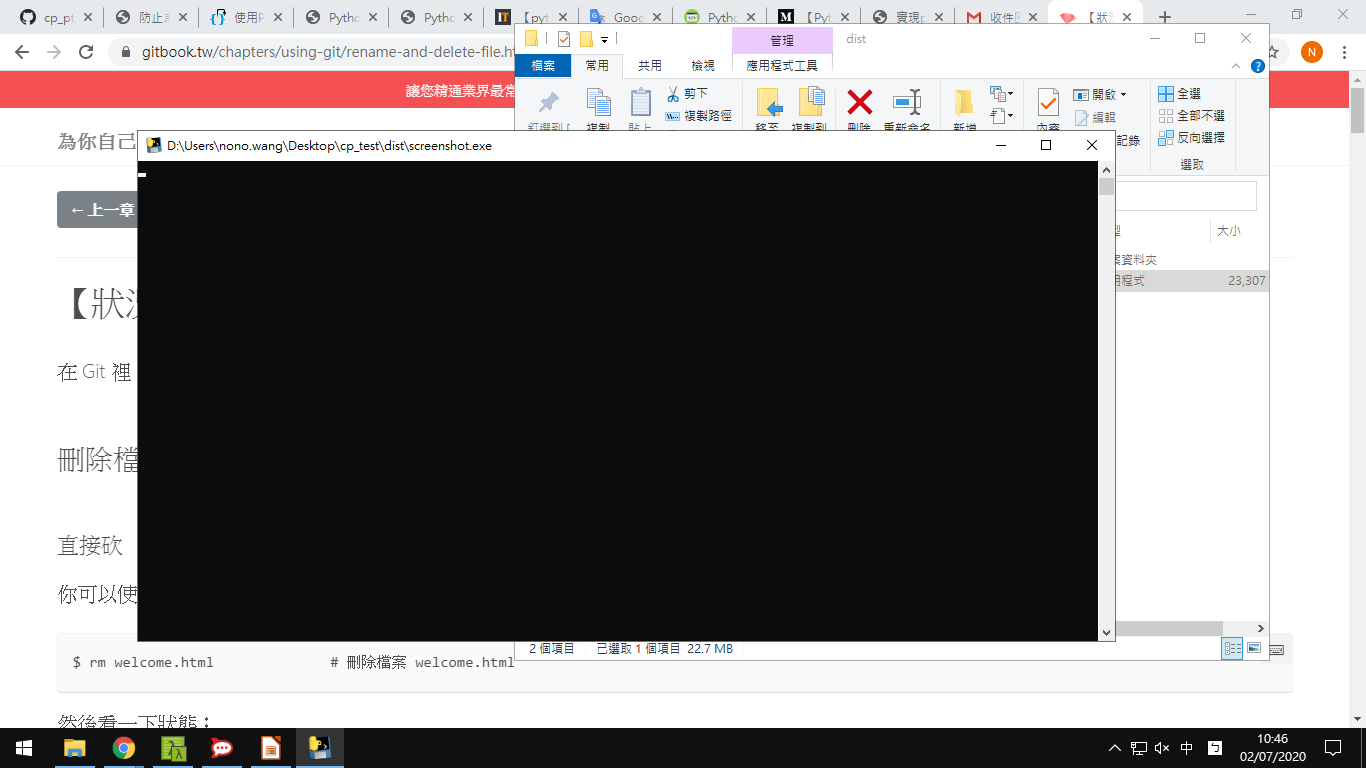 cp_pt
防止系
使用P
Pytho
Pytho
【pyt
Goog
Pytho
【Pyt
實現p
收件匣
【狀況
gitbook.tw/chapters/using-git/rename-and-delete-file.h
N
管理
dist
檔案
常用
共用
檢視
應用程式工具
讓您精通業界最常
剪下
複製路徑
複製
貼上
移至
複製到
刪除
重新命名
新增
內容
開啟
編輯
記錄
全選
全部不選
反向選擇
選取
為你自己
D:\Users\nono.wang\Desktop\cp_test\dist\screenshot.exe
← 上一章
大小
案資料夾
用程式
23,307
【狀況
在 Git 裡
刪除檔
直接砍
你可以使
2 個項目
已選取 1 個項目 22.7 MB
$ rm welcome.html # 刪除檔案 welcome.html
然後看一下狀態：
中
ㄅ
10:46
02/07/2020